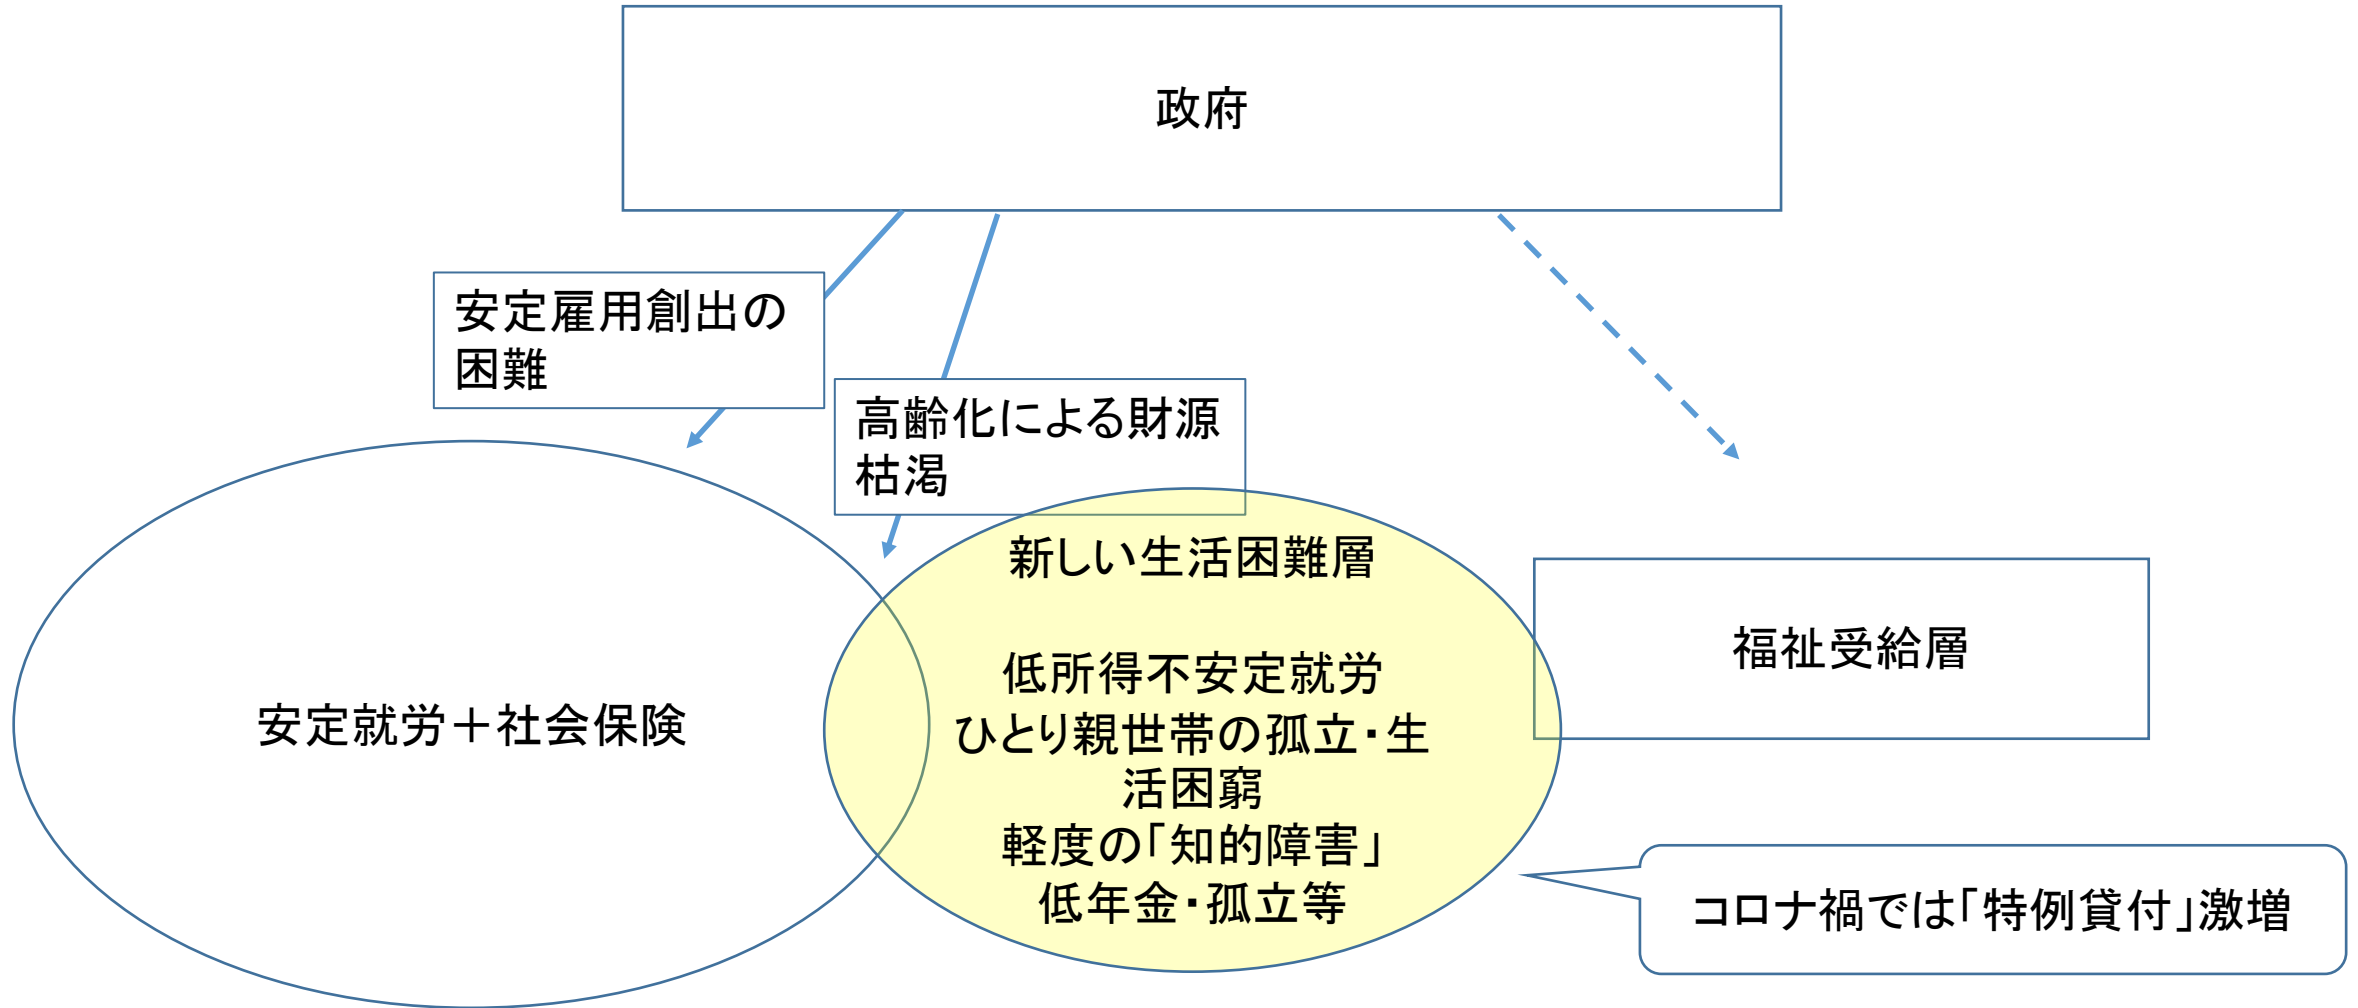 政府
安定雇用創出の
困難
高齢化による財源
枯渇
新しい生活困難層
低所得不安定就労
ひとり親世帯の孤立・生
活困窮
軽度の「知的障害」
低年金・孤立等
安定就労＋社会保険
福祉受給層
コロナ禍では「特例貸付」激増